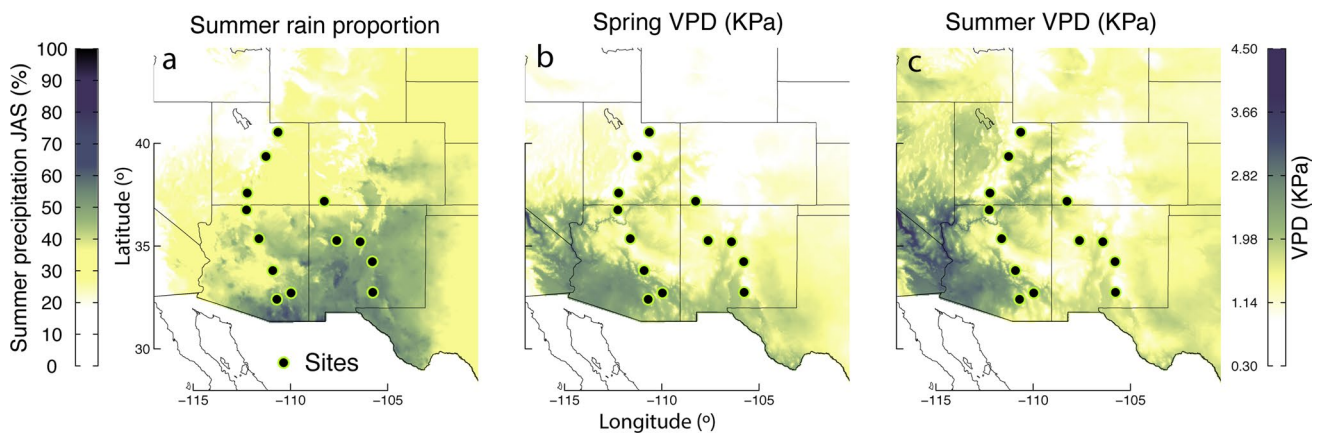 Summer rain proportion
Spring VPD (KPa)
Summer VPD (KPa)
Summer precipitation JAS (%)
100
90
80
70
60
50
40
30
20
10
0
a
Latitude (º)
40
35
30
Sites
−115
−110
−105
b
−115
−110
−105
Longitude (º)
c
−115
−110
−105
4.50
3.66
2.82
1.98
1.14
0.30
VPD (KPa)